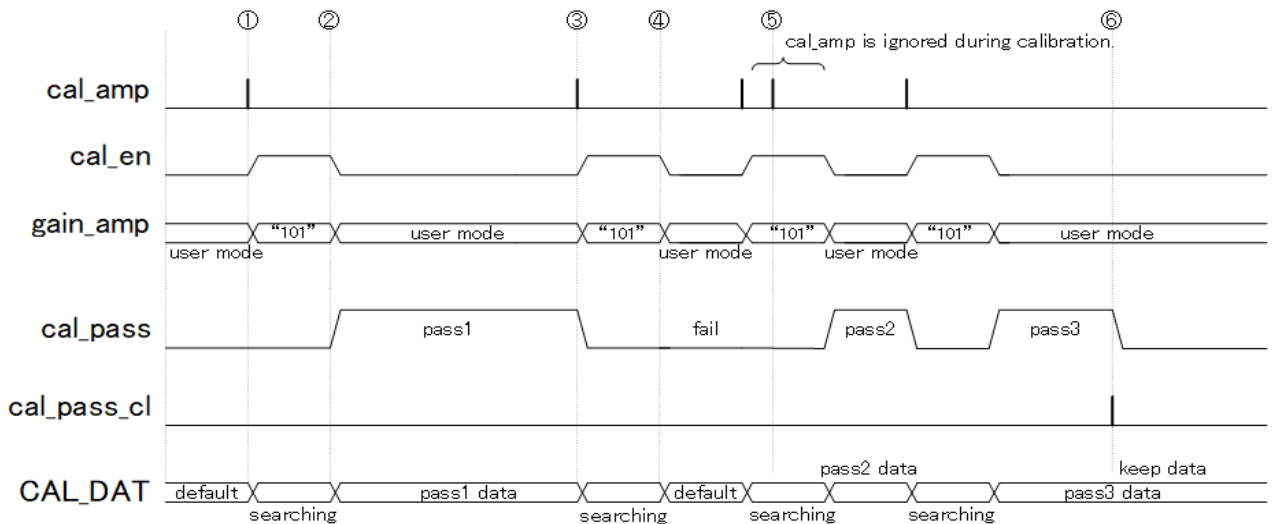 ① ② ③ ④ ⑤ ⑥
cal_amp is ignored during calibration.
cal_amp
cal_en
gain_amp
"101" user mode "101" "101" "101" user mode
user mode user mode user mode
cal_pass
pass1 fail pass2 pass3
cal_pass_cl
pass2 data keep data
CAL_DAT
default pass1 data default pass3 data
searching searching searching searching